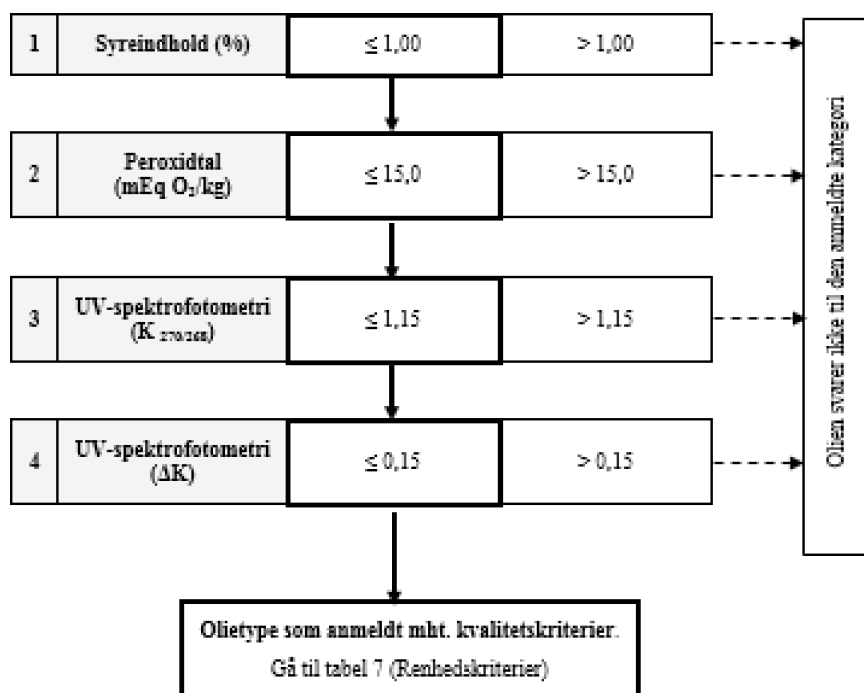 1 Syreindhold (%) ≤ 1,00 > 1,00
2 Peroxidtal
(mEq O₂/kg) ≤ 15,0 > 15,0
3 UV-spektrofotometri
(K 270/268) ≤ 1,15 > 1,15
4 UV-spektrofotometri
(ΔK) ≤ 0,15 > 0,15
Olien svarer ikke til den anmeldte kategori
Olietype som anmeldt mht. kvalitetskriterier.
Gå til tabel 7 (Renhedskriterier)